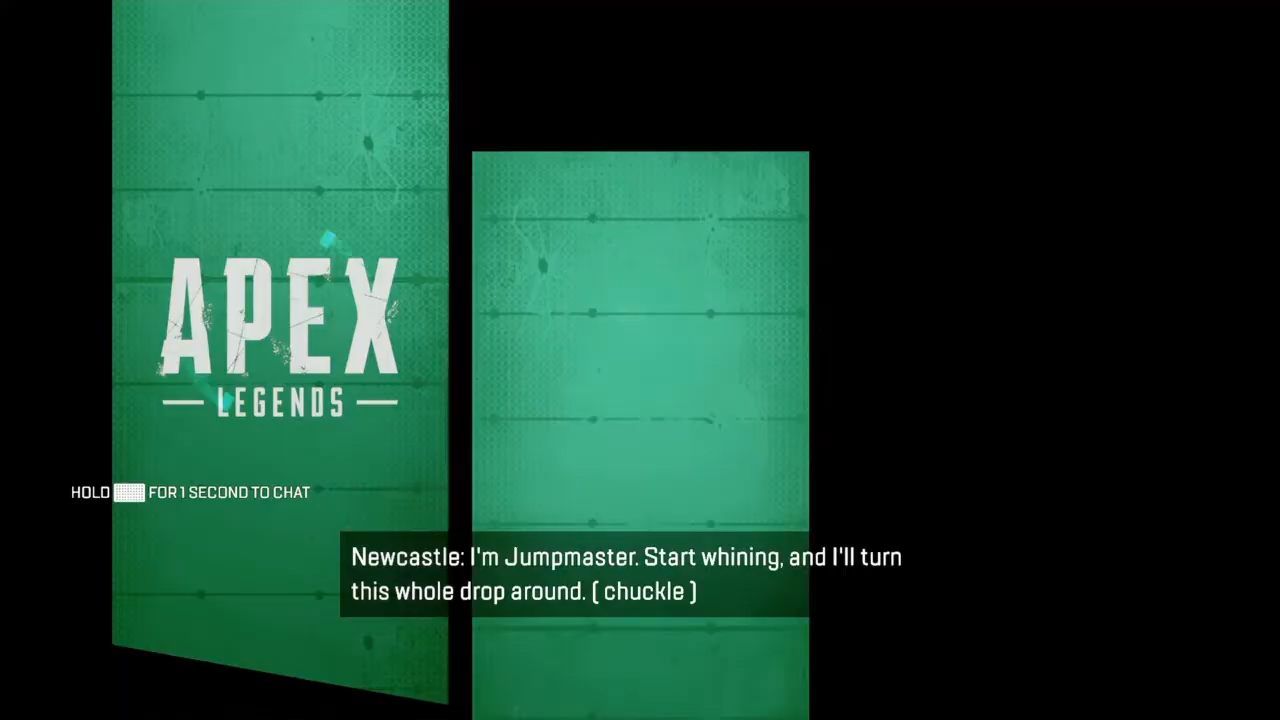 APEX
LEGENDS
HOLD FOR 1 SECOND TO CHAT
Newcastle: I'm Jumpmaster. Start whining, and I'll turn
this whole drop around. [ chuckle ]